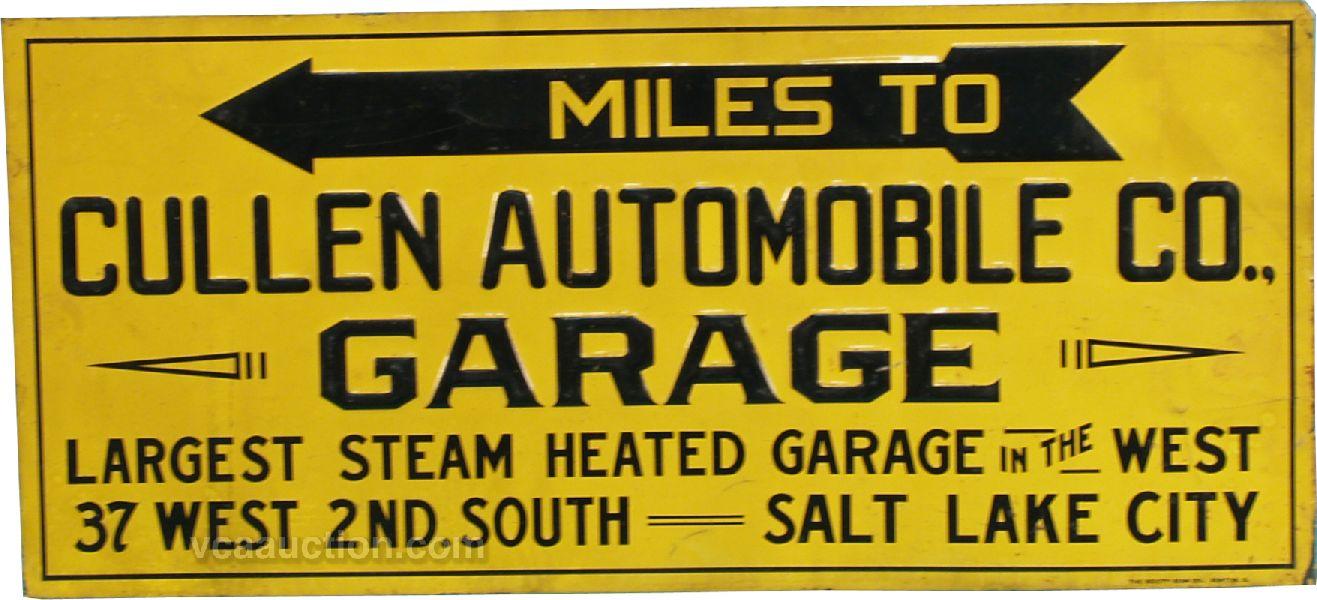 MILES TO
CULLEN AUTOMOBILE CO.,
GARAGE
LARGEST STEAM HEATED GARAGE IN THE WEST
37 WEST 2ND. SOUTH = SALT LAKE CITY
vcaauction.com